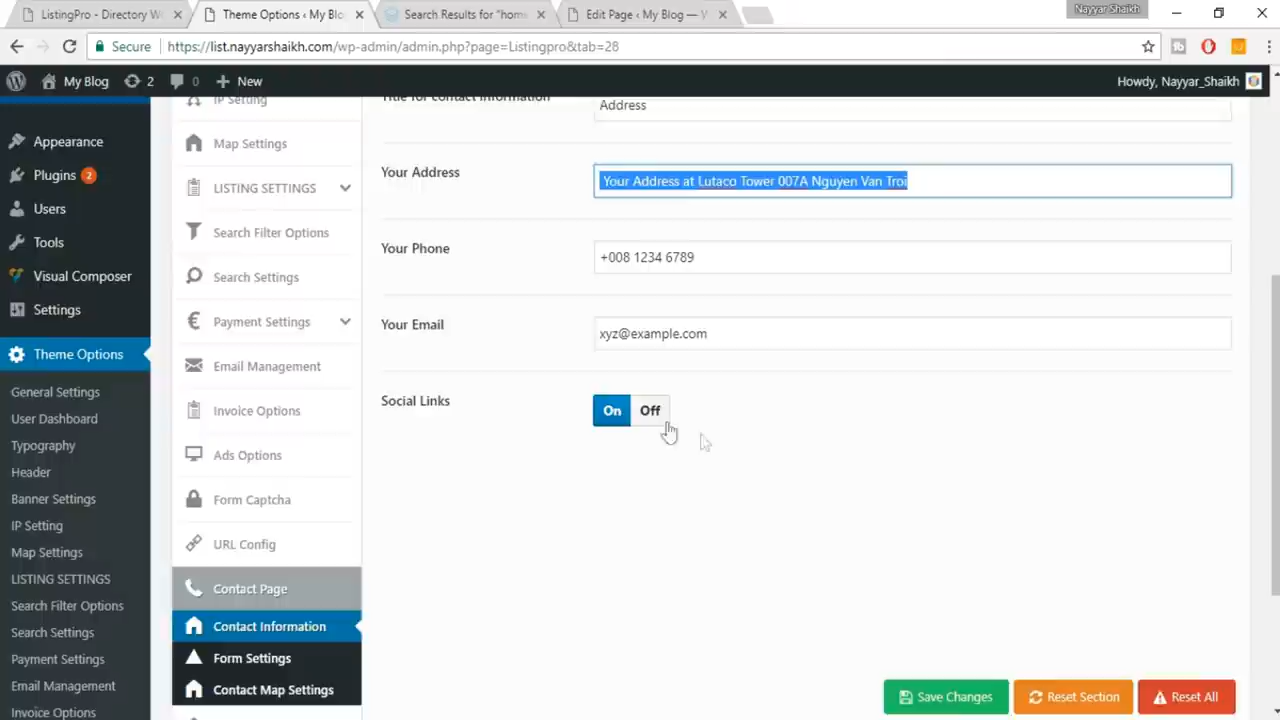 ListingPro - Directory W
Theme Options ‹ My Blo
Search Results for "hom
Edit Page ‹ My Blog — V
Nayyar Shaikh
Secure
https://list.nayyarshaikh.com/wp-admin/admin.php?page=Listingpro&tab=28
My Blog
2
0
New
Howdy, Nayyar_Shaikh
Appearance
Plugins 2
Users
Tools
Visual Composer
Settings
Theme Options
General Settings
User Dashboard
Typography
Header
Banner Settings
IP Setting
Map Settings
LISTING SETTINGS
Search Filter Options
Search Settings
Payment Settings
Email Management
Invoice Options
IP Setting
Map Settings
LISTING SETTINGS
Search Filter Options
Search Settings
Payment Settings
Email Management
Invoice Options
Ads Options
Form Captcha
URL Config
Contact Page
Contact Information
Form Settings
Contact Map Settings
Title for contact information
Address
Your Address
Your Address at Lutaco Tower 007A Nguyen Van Troi
Your Phone
+008 1234 6789
Your Email
xyz@example.com
Social Links
On Off
Save Changes
Reset Section
Reset All